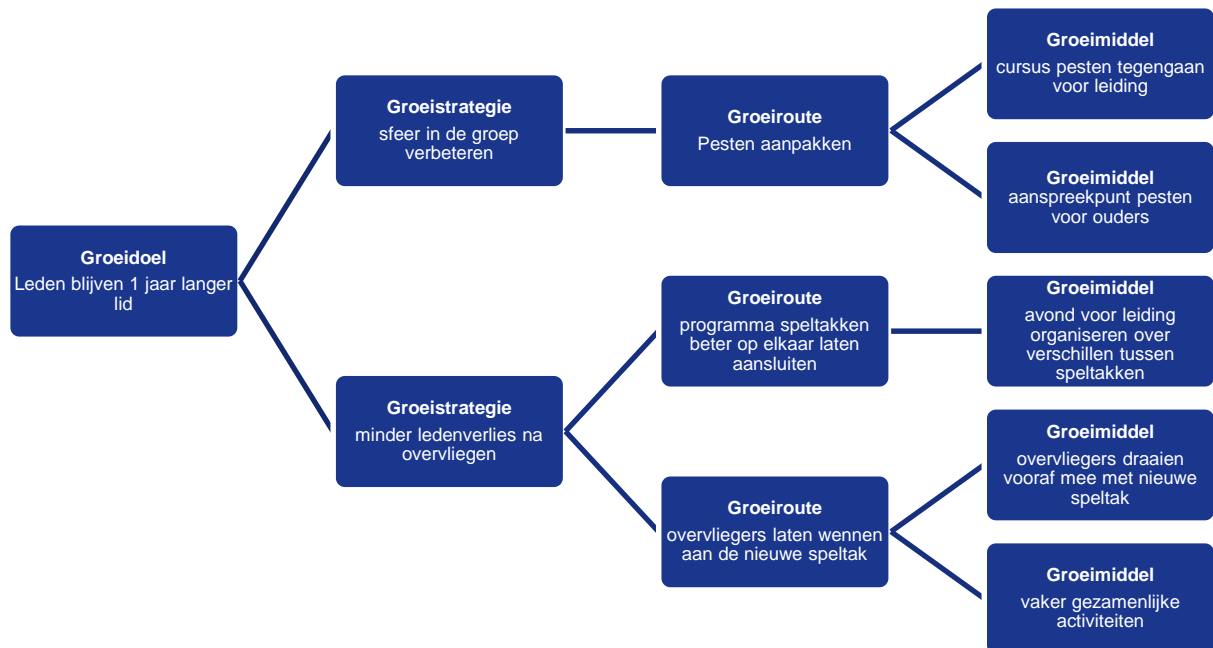 Groeidoel
Leden blijven 1 jaar langer
lid
Groeistrategie
sfeer in de groep
verbeteren
Groeiroute
Pesten aanpakken
Groeimiddel
cursus pesten tegengaan
voor leiding
Groeimiddel
aanspreekpunt pesten
voor ouders
Groeistrategie
minder ledenverlies na
overvliegen
Groeiroute
programma speltakken
beter op elkaar laten
aansluiten
Groeimiddel
avond voor leiding
organiseren over
verschillen tussen
speltakken
Groeiroute
overvliegers laten wennen
aan de nieuwe speltak
Groeimiddel
overvliegers draaien
vooraf mee met nieuwe
speltak
Groeimiddel
vaker gezamenlijke
activiteiten